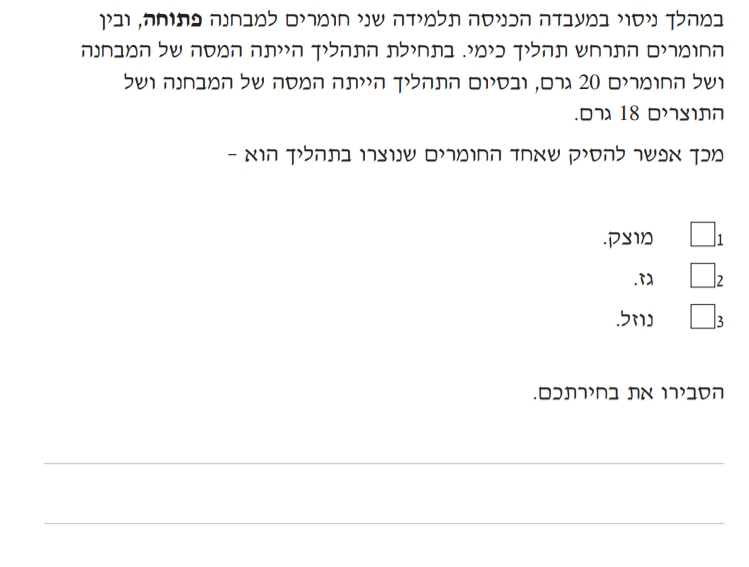 במהלך ניסוי במעבדה הכניסה תלמידה שני חומרים למבחנה פתוחה, ובין
החומרים התרחש תהליך כימי. בתחילת התהליך הייתה המסה של המבחנה
ושל החומרים 20 גרם, ובסיום התהליך הייתה המסה של המבחנה ושל
התוצרים 18 גרם.
מכך אפשר להסיק שאחד החומרים שנוצרו בתהליך הוא –
1 מוצק.
2 גז.
3 נוזל.
הסבירו את בחירתכם.